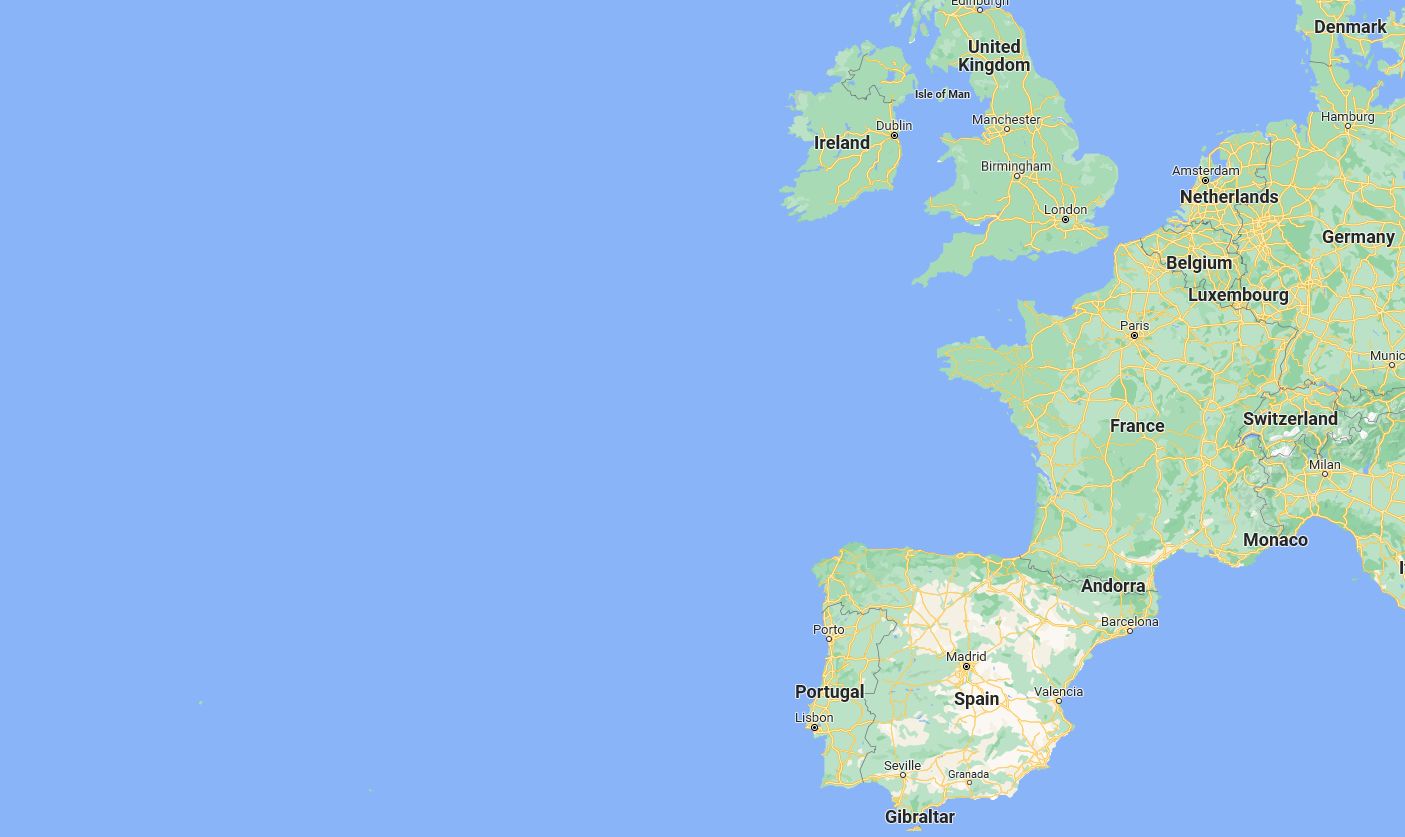 Edinburgh
Denmark
United
Kingdom
Isle of Man
Hamburg
Manchester
Dublin
Ireland
Birmingham
Amsterdam
Netherlands
London
Germany
Belgium
Luxembourg
Paris
Munic
Switzerland
France
Milan
Monaco
Andorra
Barcelona
Porto
Madrid
Portugal
Valencia
Spain
Lisbon
Seville
Granada
Gibraltar